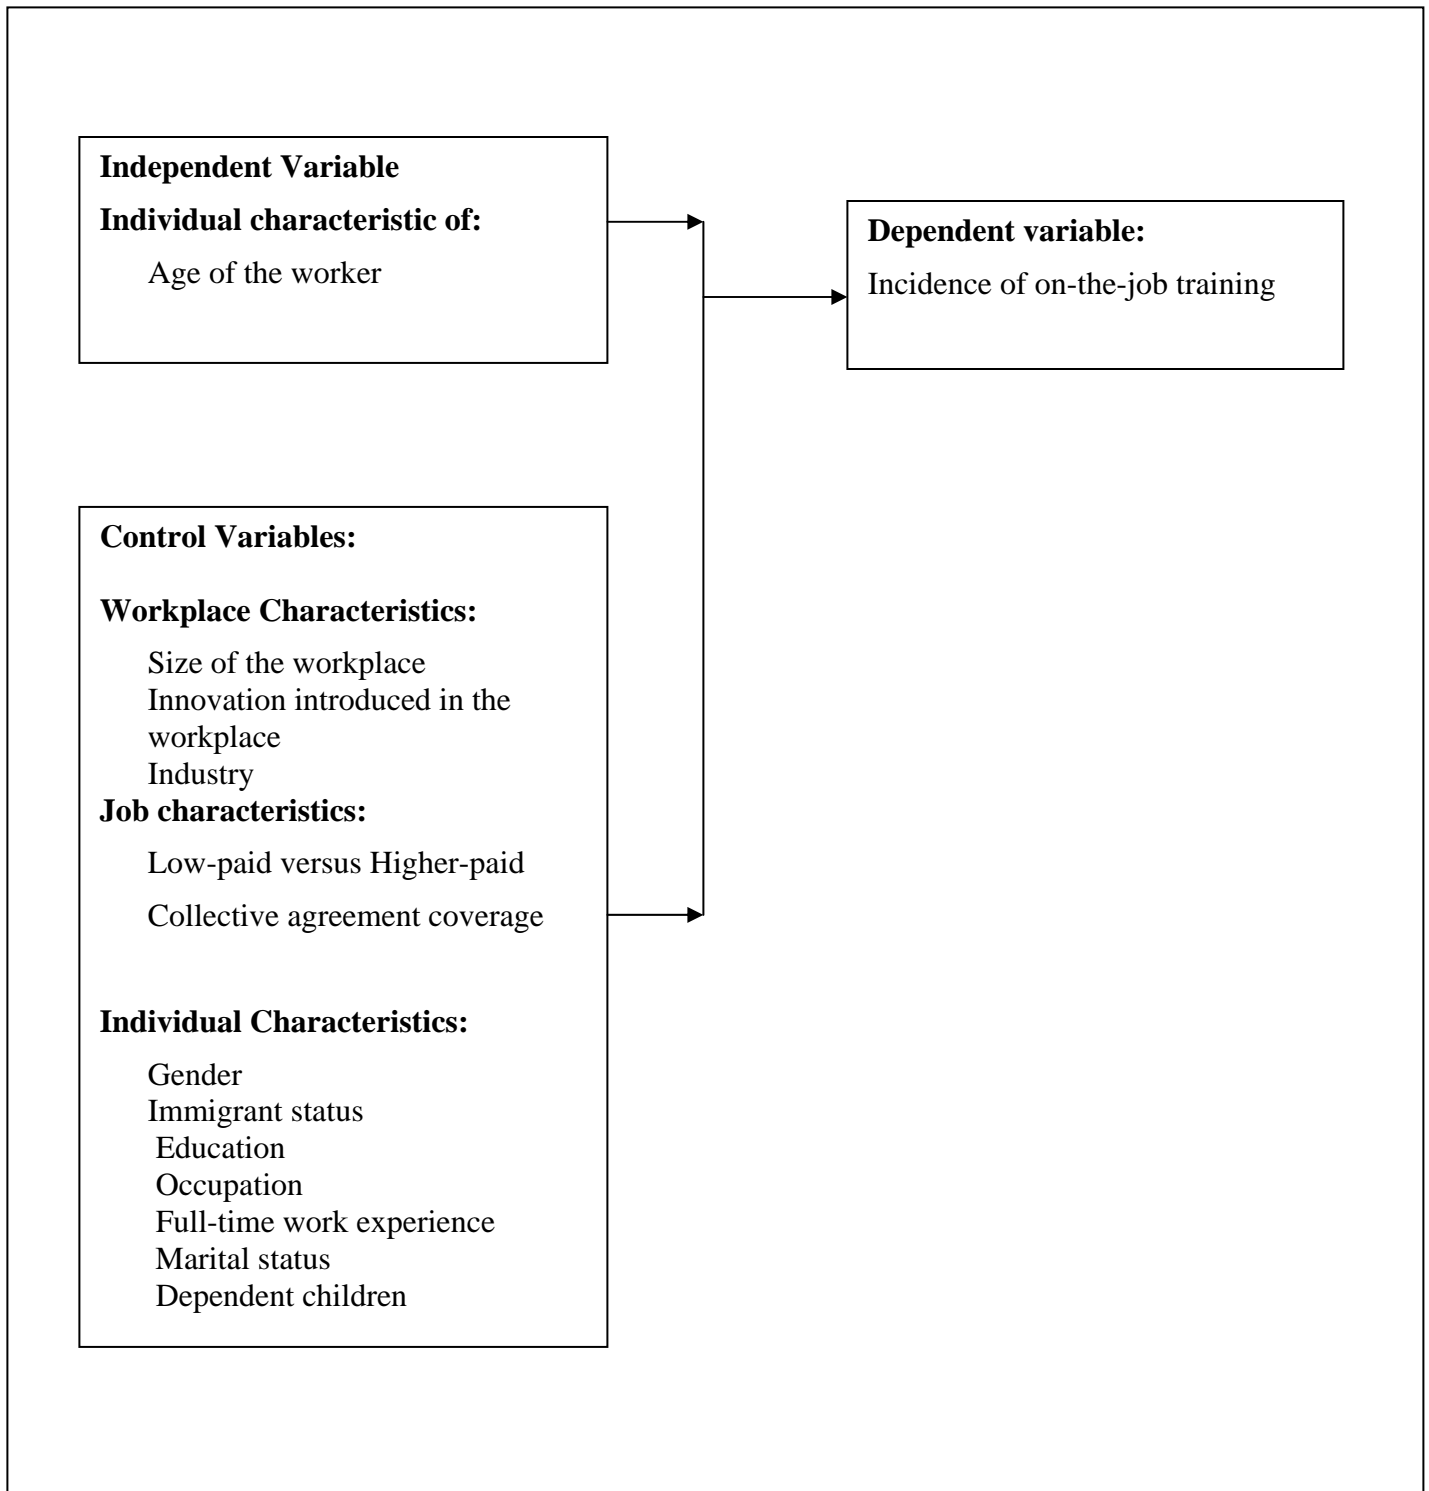 Independent Variable
Individual characteristic of:
Age of the worker
Dependent variable:
Incidence of on-the-job training
Control Variables:
Workplace Characteristics:
Size of the workplace
Innovation introduced in the
workplace
Industry
Job characteristics:
Low-paid versus Higher-paid
Collective agreement coverage
Individual Characteristics:
Gender
Immigrant status
Education
Occupation
Full-time work experience
Marital status
Dependent children